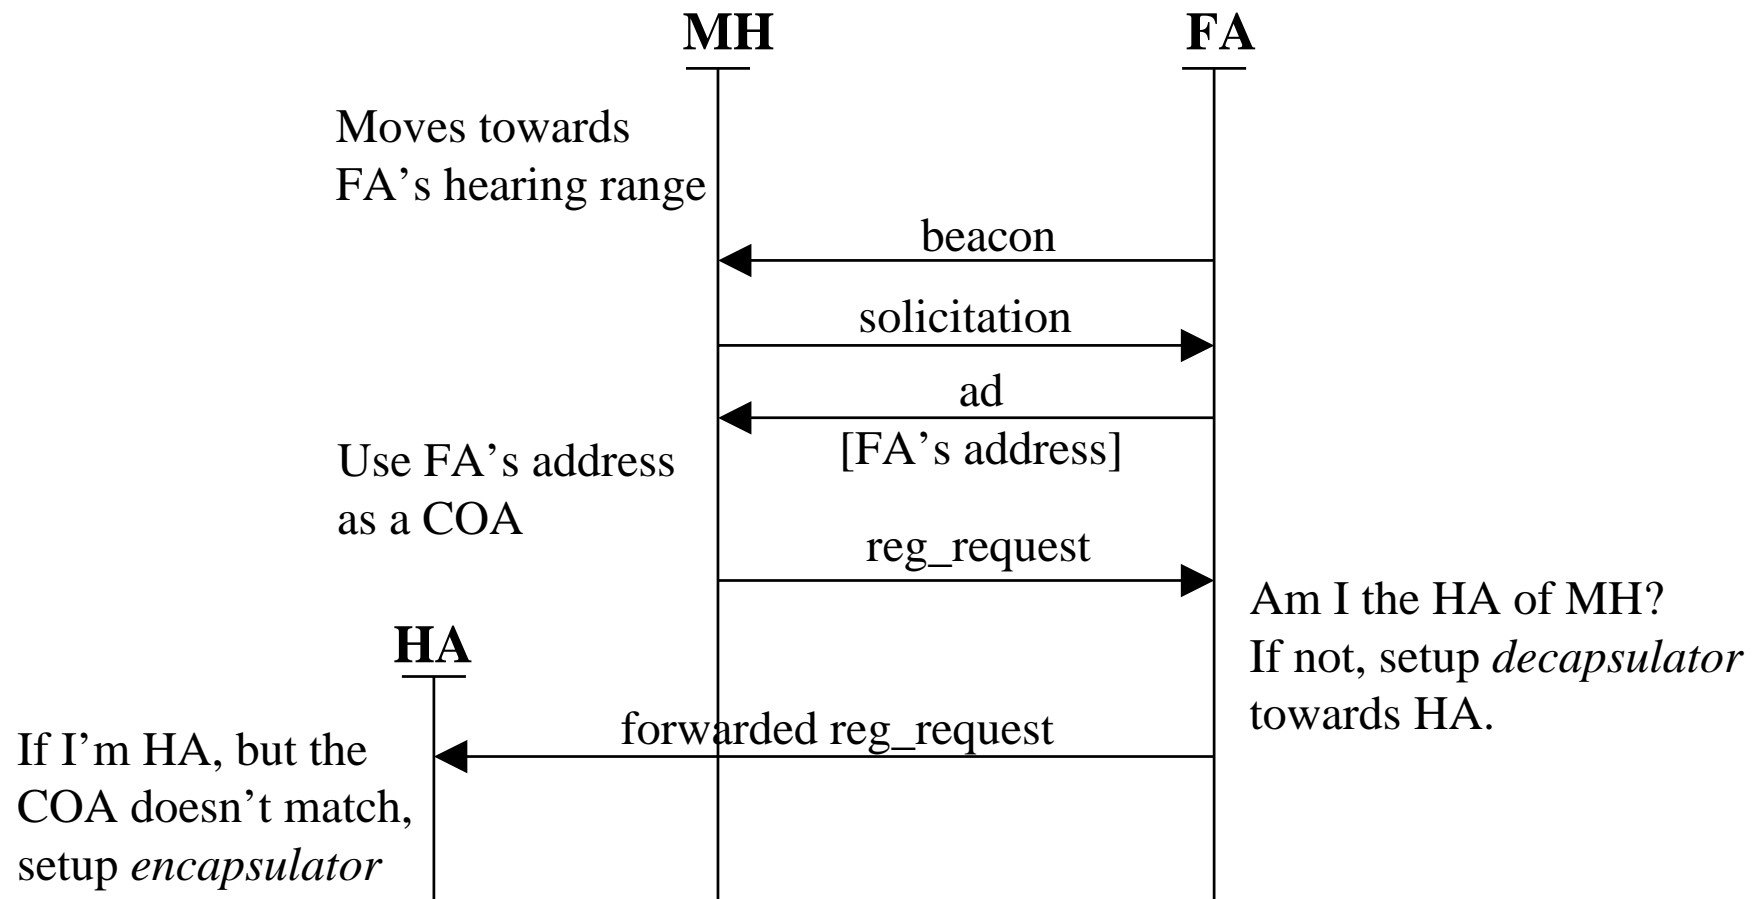 MH
FA
Moves towards
FA’s hearing range
beacon
solicitation
ad
[FA’s address]
Use FA’s address
as a COA
reg_request
Am I the HA of MH?
If not, setup decapsulator
towards HA.
HA
forwarded reg_request
If I’m HA, but the
COA doesn’t match,
setup encapsulator